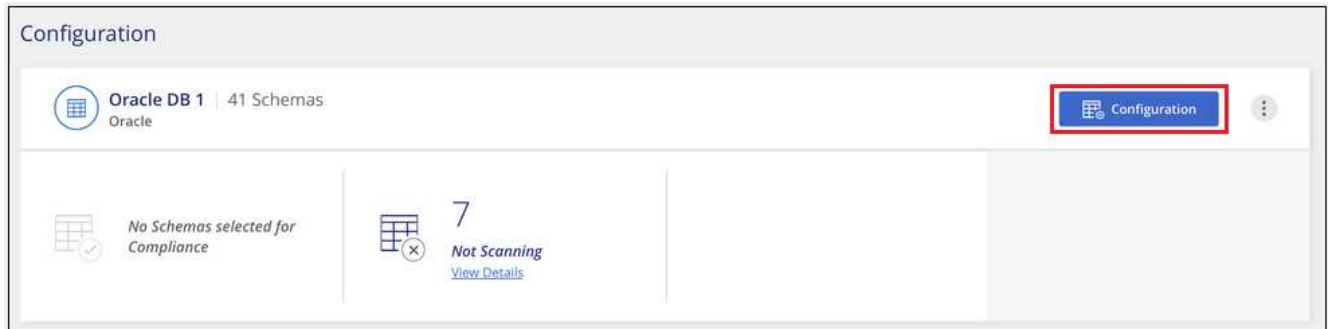 Configuration
Oracle DB 1 | 41 Schemas
Oracle
Configuration
No Schemas selected for
Compliance
7
Not Scanning
View Details